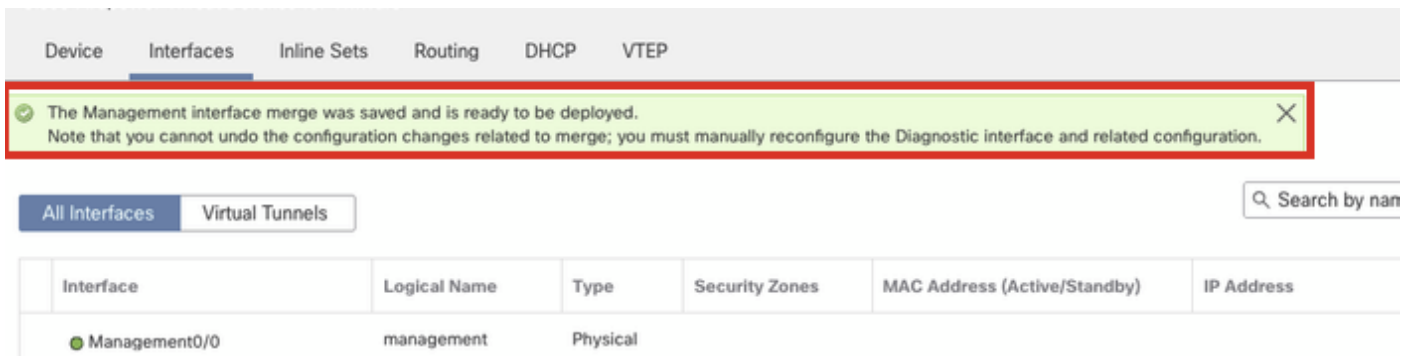 Device Interfaces Inline Sets Routing DHCP VTEP
The Management interface merge was saved and is ready to be deployed.
Note that you cannot undo the configuration changes related to merge; you must manually reconfigure the Diagnostic interface and related configuration.
All Interfaces Virtual Tunnels Search by
Interface Logical Name Type Security Zones MAC Address (Active/Standby) IP Address
Management0/0 management Physical